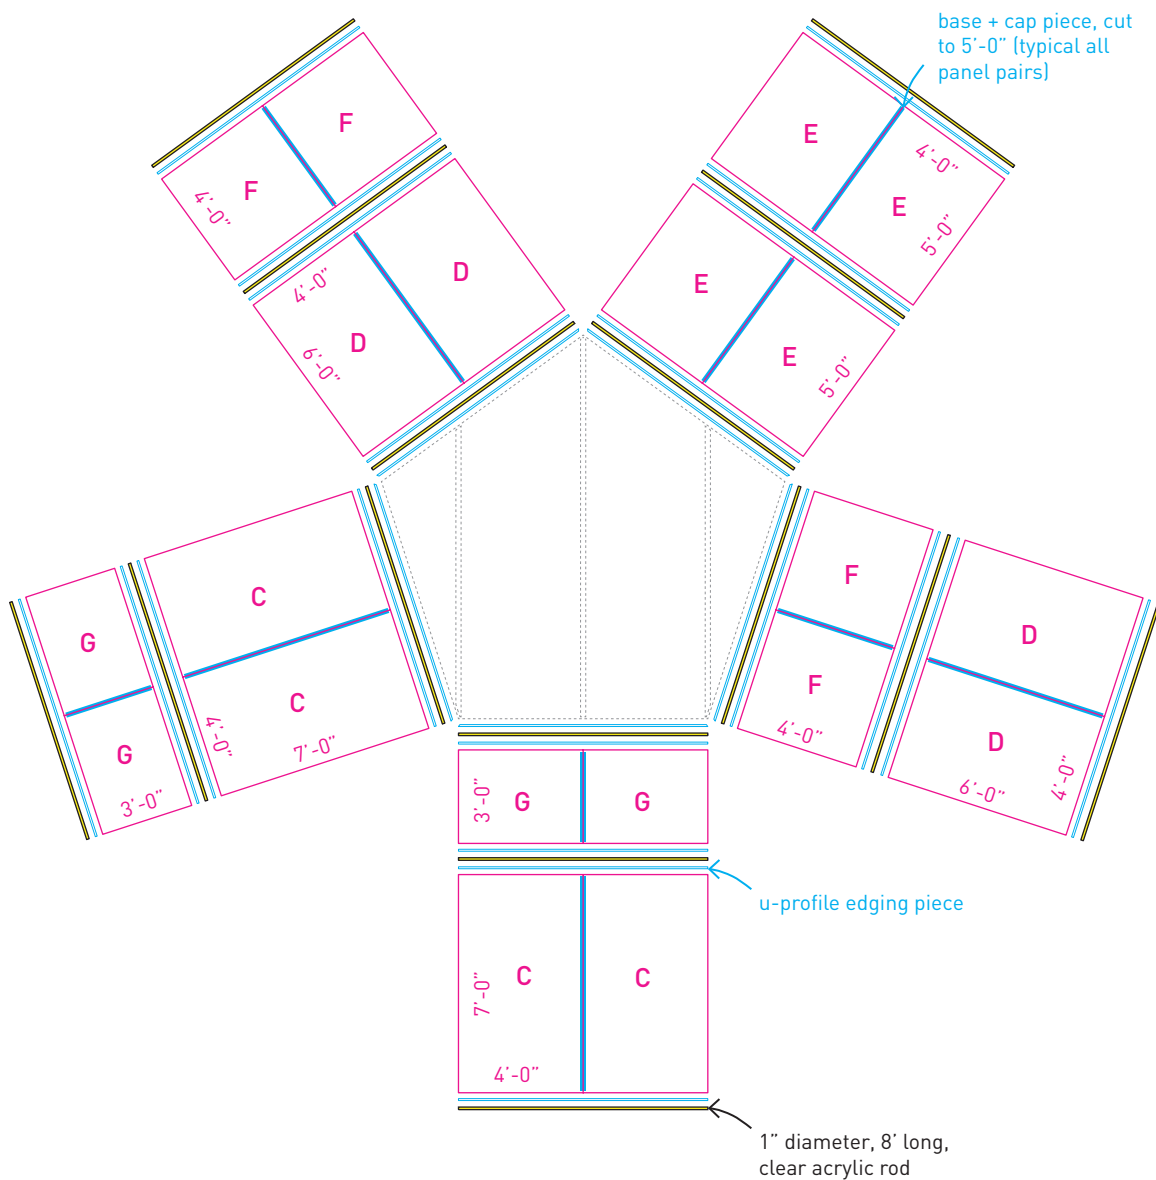 base + cap piece, cut
to 5’-0” (typical all
panel pairs)
F
F
4’-0”
D
4’-0”
D
6’-0”
E
4’-0”
E
5’-0”
E
E
5’-0”
G
G
3’-0”
C
C
4’-0”
7’-0”
F
F
4’-0”
D
D
6’-0”
4’-0”
3’-0”
G
G
u-profile edging piece
7’-0”
C
C
4’-0”
1” diameter, 8’ long,
clear acrylic rod